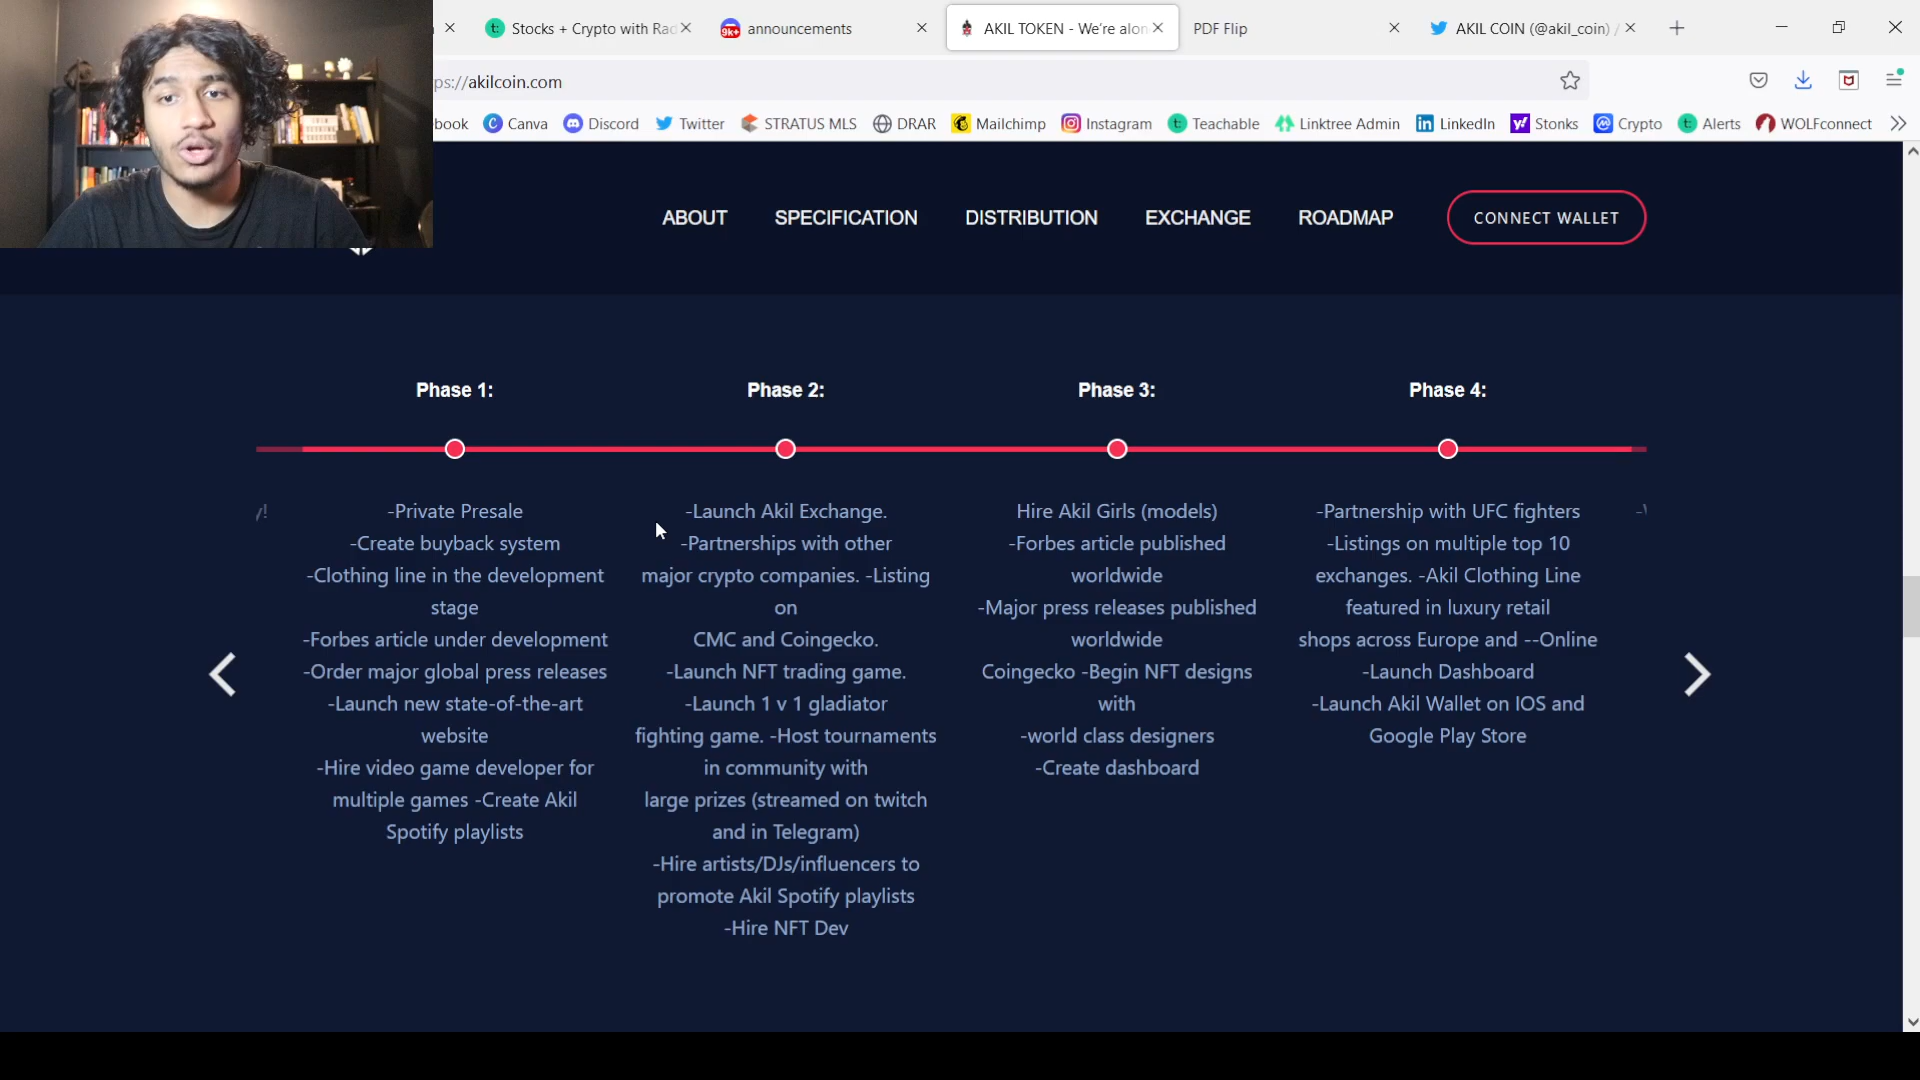 Stocks + Crypto with Rad
9k+
announcements
AKIL TOKEN - We're alon
PDF Flip
AKIL COIN (@akil_coin) /
ps://akilcoin.com
book
Canva
Discord
Twitter
STRATUS MLS
DRAR
Mailchimp
Instagram
Teachable
Linktree Admin
LinkedIn
Stonks
Crypto
Alerts
WOLFconnect
ABOUT
SPECIFICATION
DISTRIBUTION
EXCHANGE
ROADMAP
CONNECT WALLET
Phase 1:
-Private Presale
-Create buyback system
-Clothing line in the development
stage
-Forbes article under development
-Order major global press releases
-Launch new state-of-the-art
website
-Hire video game developer for
multiple games -Create Akil
Spotify playlists
Phase 2:
-Launch Akil Exchange.
-Partnerships with other
major crypto companies. -Listing
on
CMC and Coingecko.
-Launch NFT trading game.
-Launch 1 v 1 gladiator
fighting game. -Host tournaments
in community with
large prizes (streamed on twitch
and in Telegram)
-Hire artists/DJs/influencers to
promote Akil Spotify playlists
-Hire NFT Dev
Phase 3:
Hire Akil Girls (models)
-Forbes article published
worldwide
-Major press releases published
worldwide
Coingecko -Begin NFT designs
with
-world class designers
-Create dashboard
Phase 4:
-Partnership with UFC fighters
-Listings on multiple top 10
exchanges. -Akil Clothing Line
featured in luxury retail
shops across Europe and --Online
-Launch Dashboard
-Launch Akil Wallet on IOS and
Google Play Store